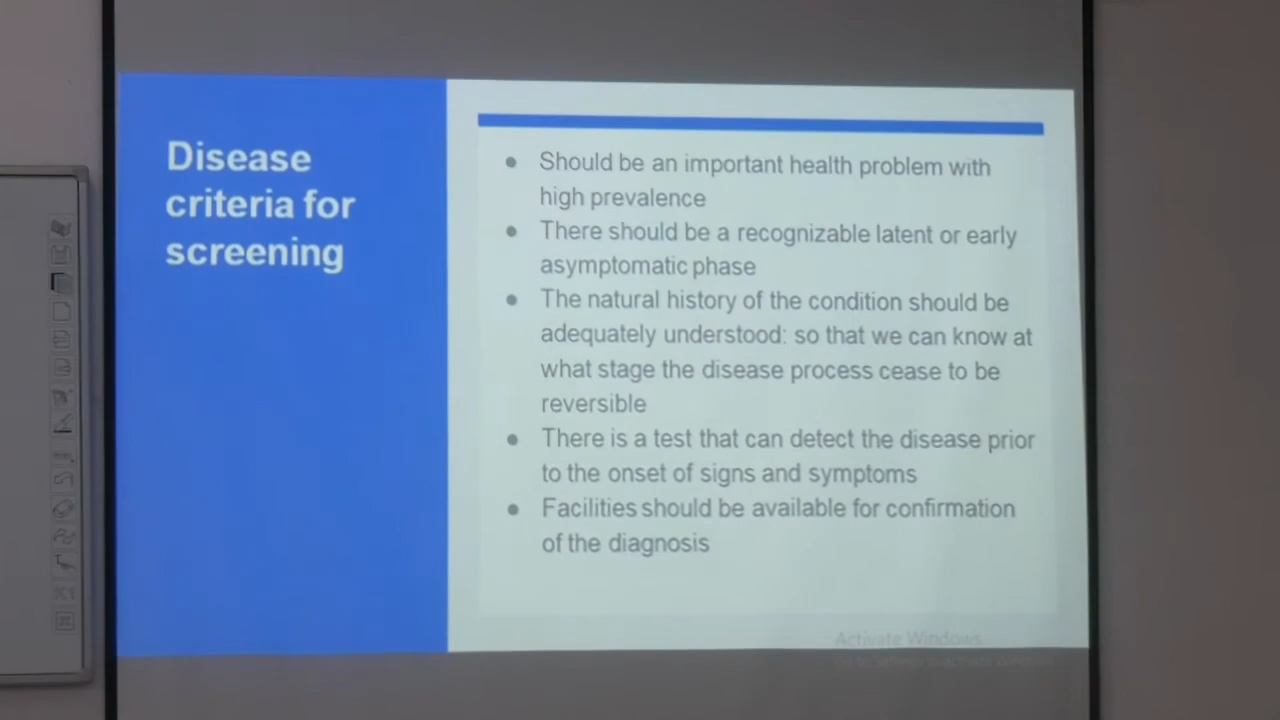 Disease
criteria for
screening
● Should be an important health problem with
high prevalence
● There should be a recognizable latent or early
asymptomatic phase
● The natural history of the condition should be
adequately understood: so that we can know at
what stage the disease process cease to be
reversible
● There is a test that can detect the disease prior
to the onset of signs and symptoms
● Facilities should be available for confirmation
of the diagnosis
Activate Windows